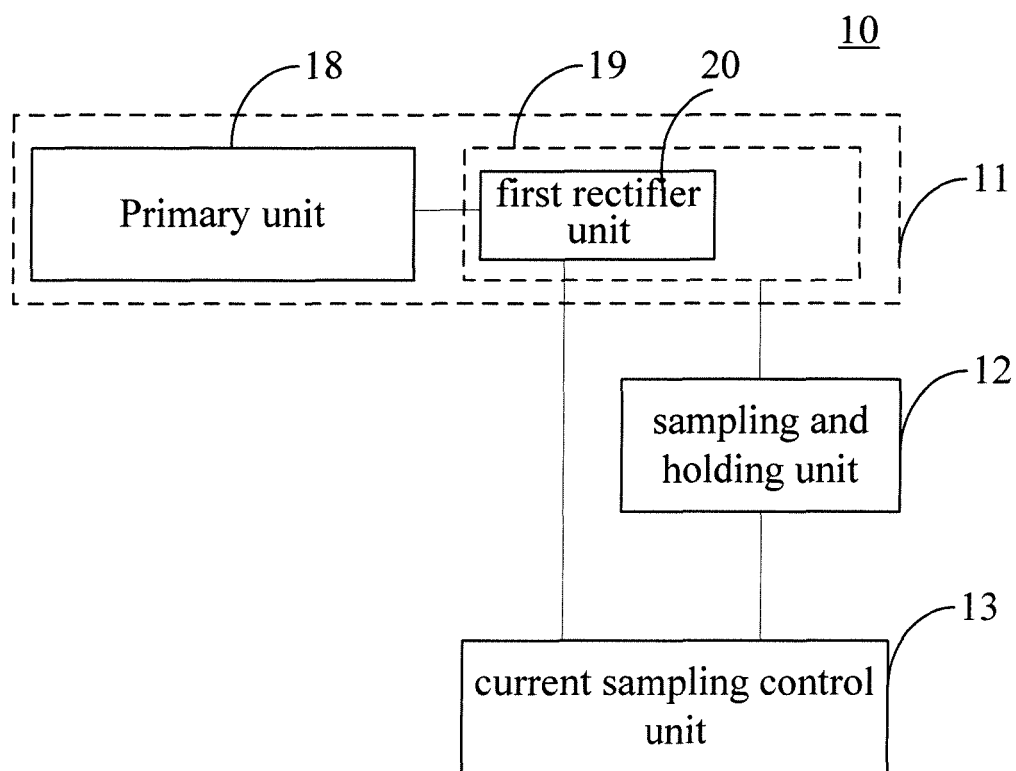 10
18
19
20
Primary unit
first rectifier
unit
11
12
sampling and
holding unit
13
current sampling control
unit